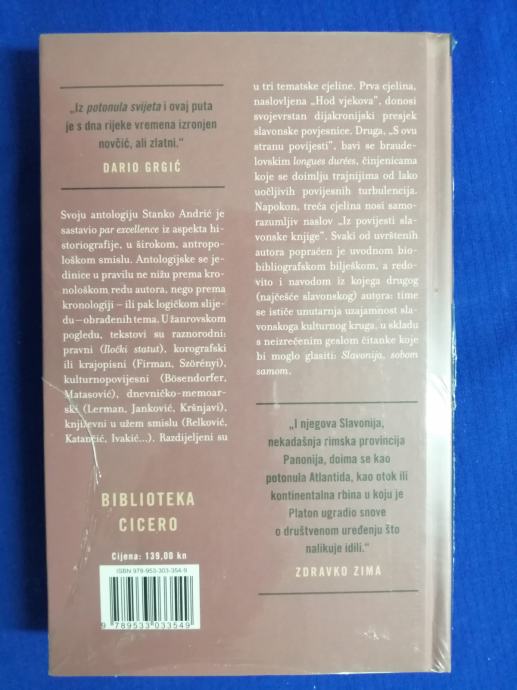 „Iz potonula svijeta i ovaj puta
je s dna rijeke vremena izronjen
novčić, ali zlatni.“
DARIO GRGIĆ
Svoju antologiju Stanko Andrić je
sastavio par excellence iz aspekta hi-
storiografije, u širokom, antropo-
loškom smislu. Antologijske se je-
dinice u pravilu ne nižu prema kro-
nološkom redu autora, nego prema
kronologiji – ili pak logičkom slije-
du – obrađenih tema. U žanrovskom
pogledu, tekstovi su raznorodni:
pravni (Iločki statut), korografski
ili krajopisni (Firman, Szörényi),
kulturnopovijesni (Bösendorfer,
Matasović), dnevničko-memoar-
ski (Lerman, Janković, Kršnjavi),
književni u užem smislu (Relković,
Katančić, Ivakić...). Razdijeljeni su
u tri tematske cjeline. Prva cjelina,
naslovljena „Hod vjekova“, donosi
svojevrstan dijakronijski presjek
slavonske povjesnice. Druga, „S ovu
stranu povijesti“, bavi se braude-
lovskim longues durées, činjenicama
koje se doimlju trajnijima od lako
uočljivih povijesnih turbulencija.
Napokon, treća cjelina nosi samo-
razumljiv naslov „Iz povijesti sla-
vonske knjige“. Svaki od uvrštenih
autora popraćen je uvodnom bio-
bibliografskom bilješkom, a redo-
vito i navodom iz kojega drugog
(najčešće slavonskog) autora: time
se ističe unutarnja uzajamnost sla-
vonskoga kulturnog kruga, u skladu
s neizrečenim geslom čitanke koje
bi moglo glasiti: Slavonija, sobom
samom.
„I njegova Slavonija,
nekadašnja rimska provincija
Panonija, doima se kao
potonula Atlantida, kao otok ili
kontinentalna rbina u koju je
Platon ugradio snove
o društvenom uređenju što
nalikuje idili.“
ZDRAVKO ZIMA
BIBLIOTEKA
CICERO
Cijena: 139,00 kn
ISBN 978-953-303-354-9
9 789533 033549